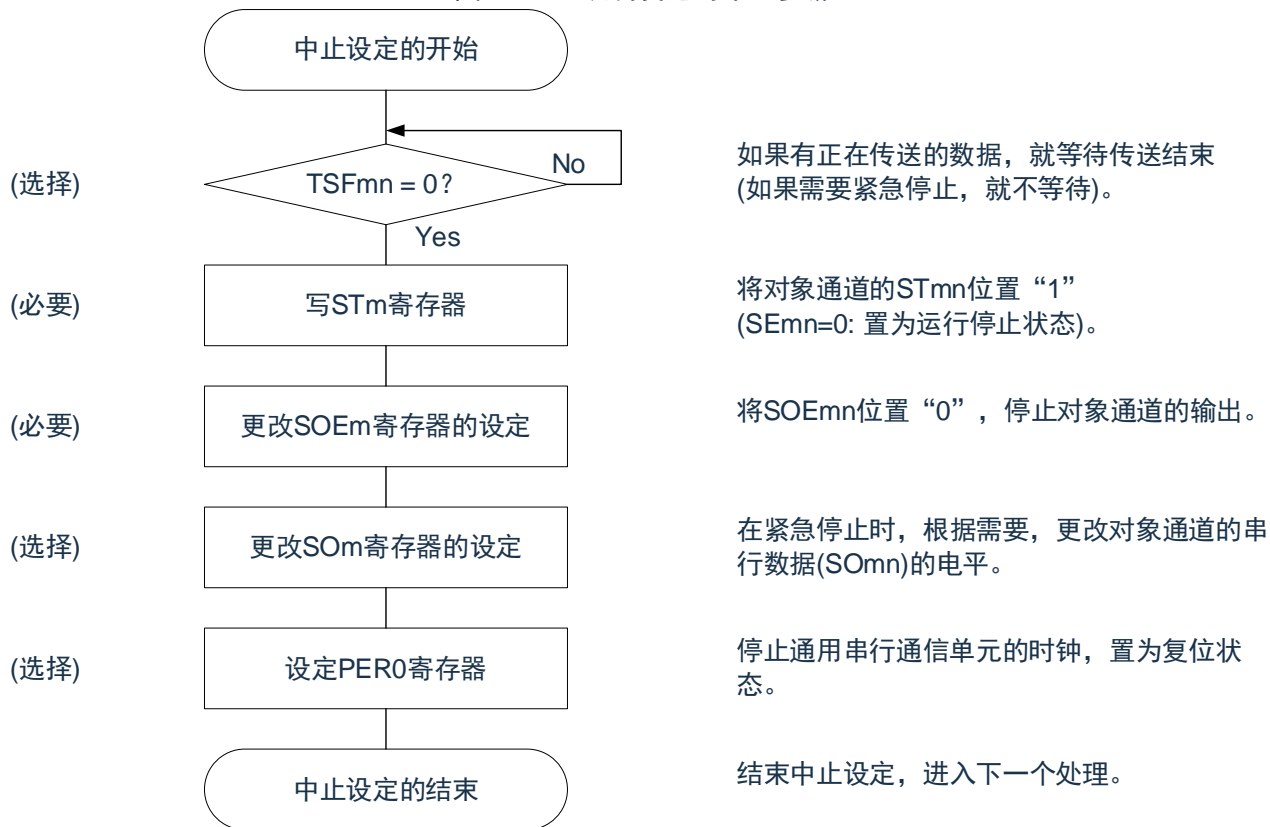 中止设定的开始
No
(选择)
TSFmn = 0?
如果有正在传送的数据，就等待传送结束
(如果需要紧急停止，就不等待)。
Yes
(必要)
写STm寄存器
将对象通道的STmn位置“1”
(SEmn=0: 置为运行停止状态)。
(必要)
更改SOEm寄存器的设定
将SOEmn位置“0”，停止对象通道的输出。
(选择)
更改SOm寄存器的设定
在紧急停止时，根据需要，更改对象通道的串
行数据(SOmn)的电平。
(选择)
设定PER0寄存器
停止通用串行通信单元的时钟，置为复位状
态。
中止设定的结束
结束中止设定，进入下一个处理。